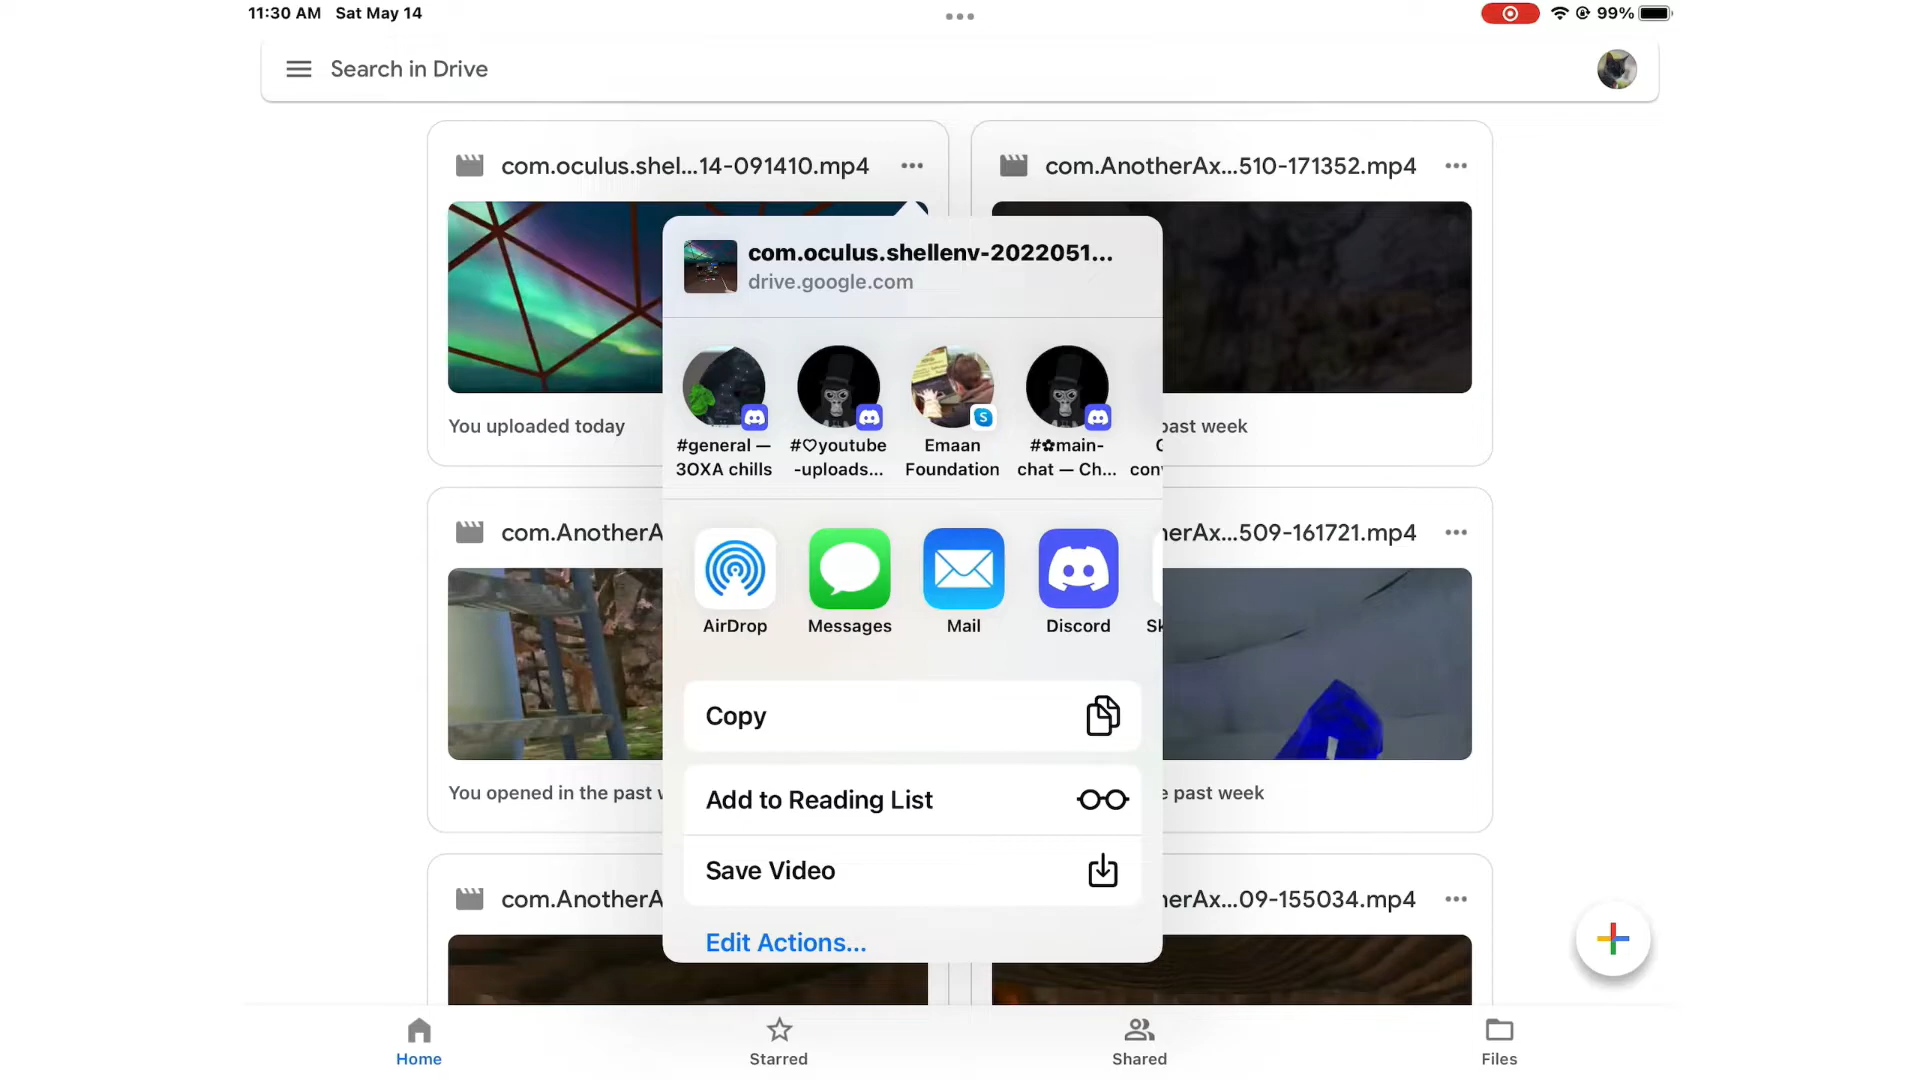 11:30 AM Sat May 14
99%
Search in Drive
com.oculus.shel...14-091410.mp4
com.AnotherAx...510-171352.mp4
com.oculus.shellenv-2022051...
drive.google.com
You uploaded today
past week
#general —
3OXA chills
#♡youtube
-uploads...
Emaan
Foundation
#✿main-
chat — Ch...
com.AnotherA
erAx...509-161721.mp4
AirDrop
Messages
Mail
Discord
Sk
Copy
You opened in the past
e past week
Add to Reading List
Save Video
com.AnotherA
erAx...09-155034.mp4
Edit Actions...
Home
Starred
Shared
Files